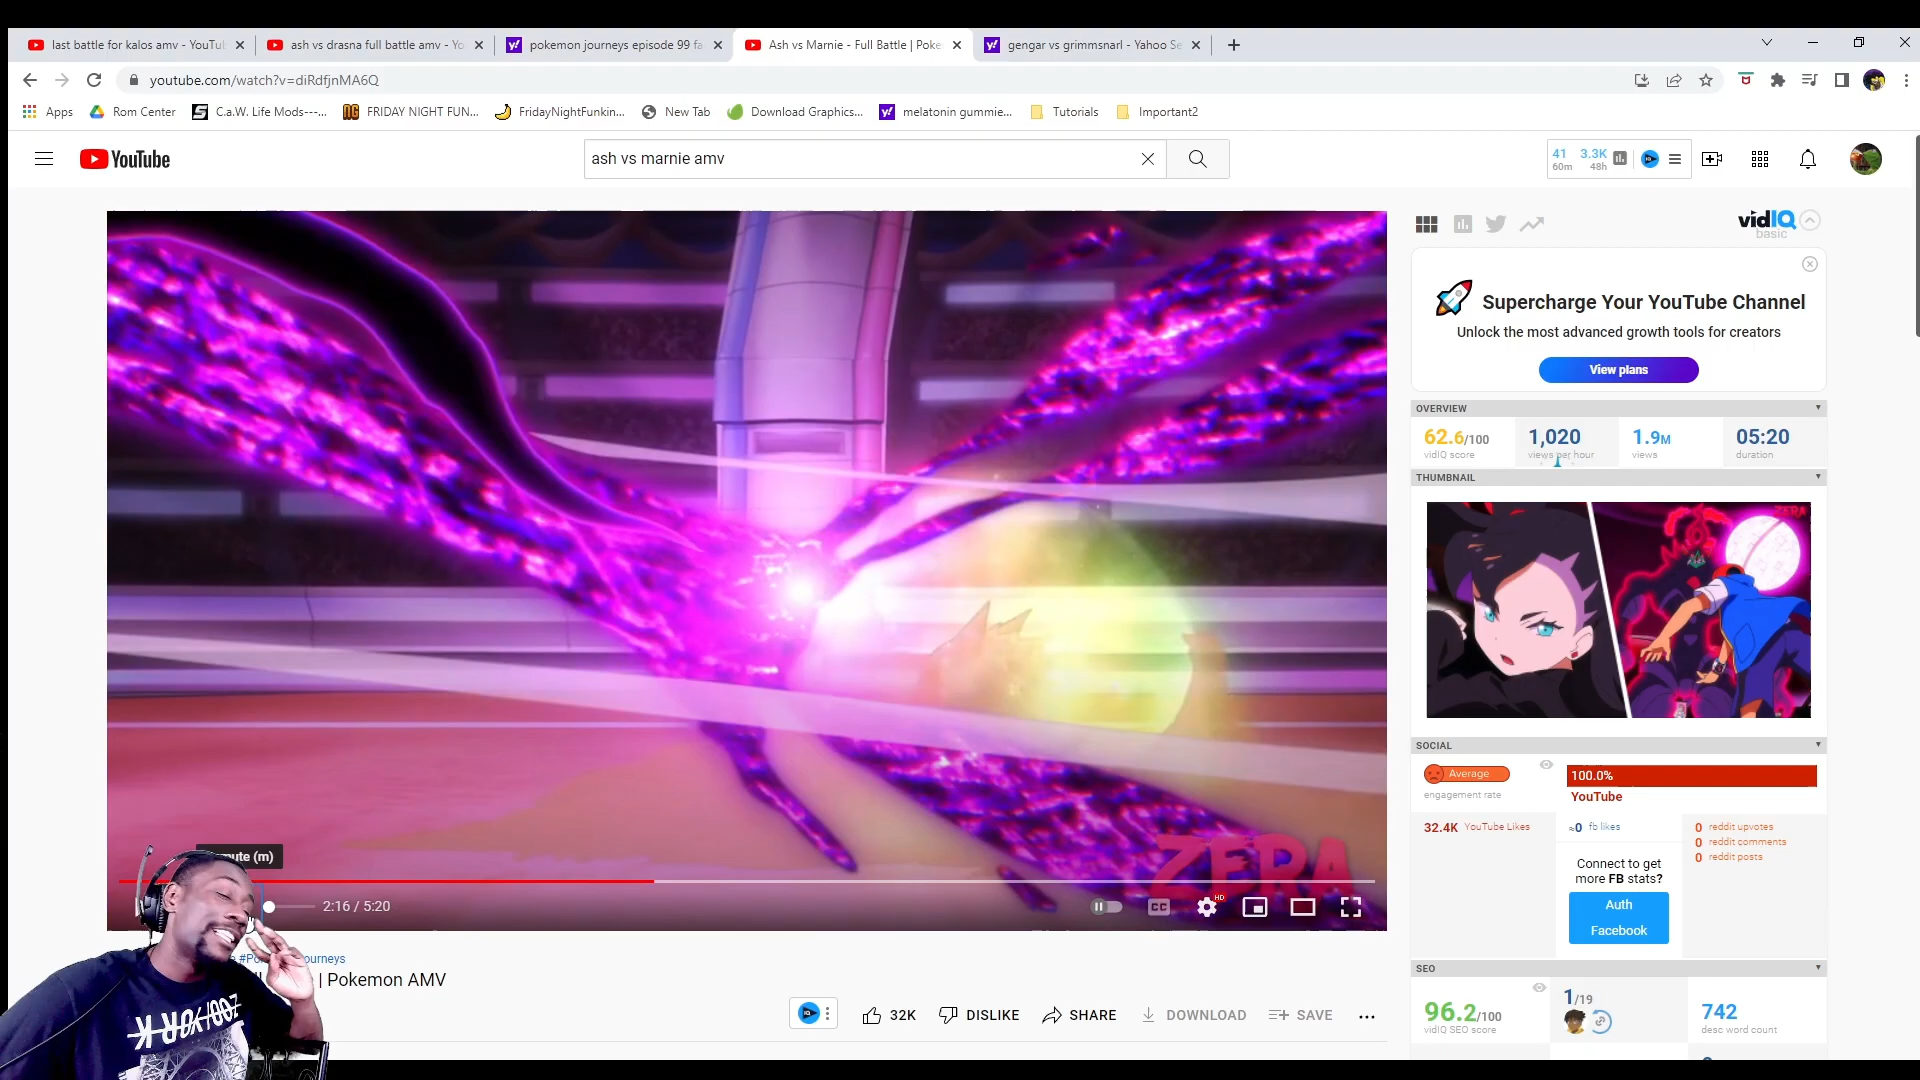 last battle for kalos amv - YouTu
ash vs drasna full battle amv - Yo
pokemon journeys episode 99 fa
Ash vs Marnie - Full Battle | Poke
gengar vs grimmsnarl - Yahoo Se
youtube.com/watch?v=diRdfjnMA6Q
Apps
Rom Center
C.a.W. Life Mods---...
FRIDAY NIGHT FUN...
FridayNightFunkin...
New Tab
Download Graphics...
melatonin gummie...
Tutorials
Important2
YouTube
ash vs marnie amv
41 60m
3.3K 48h
vidIQ
basic
Supercharge Your YouTube Channel
Unlock the most advanced growth tools for creators
View plans
OVERVIEW
62.6/100
vidIQ score
1,020
views per hour
1.9M
views
05:20
duration
THUMBNAIL
ZERA
SOCIAL
Average
engagement rate
100.0%
YouTube
32.4K YouTube Likes
≈0 fb likes
0 reddit upvotes
0 reddit comments
0 reddit posts
Connect to get
more FB stats?
Auth
Facebook
SEO
96.2/100
vidIQ SEO score
1/19
742
desc word count
ZERA
mute (m)
2:16 / 5:20
CC
HD
ourneys
| Pokemon AMV
32K
DISLIKE
SHARE
DOWNLOAD
SAVE